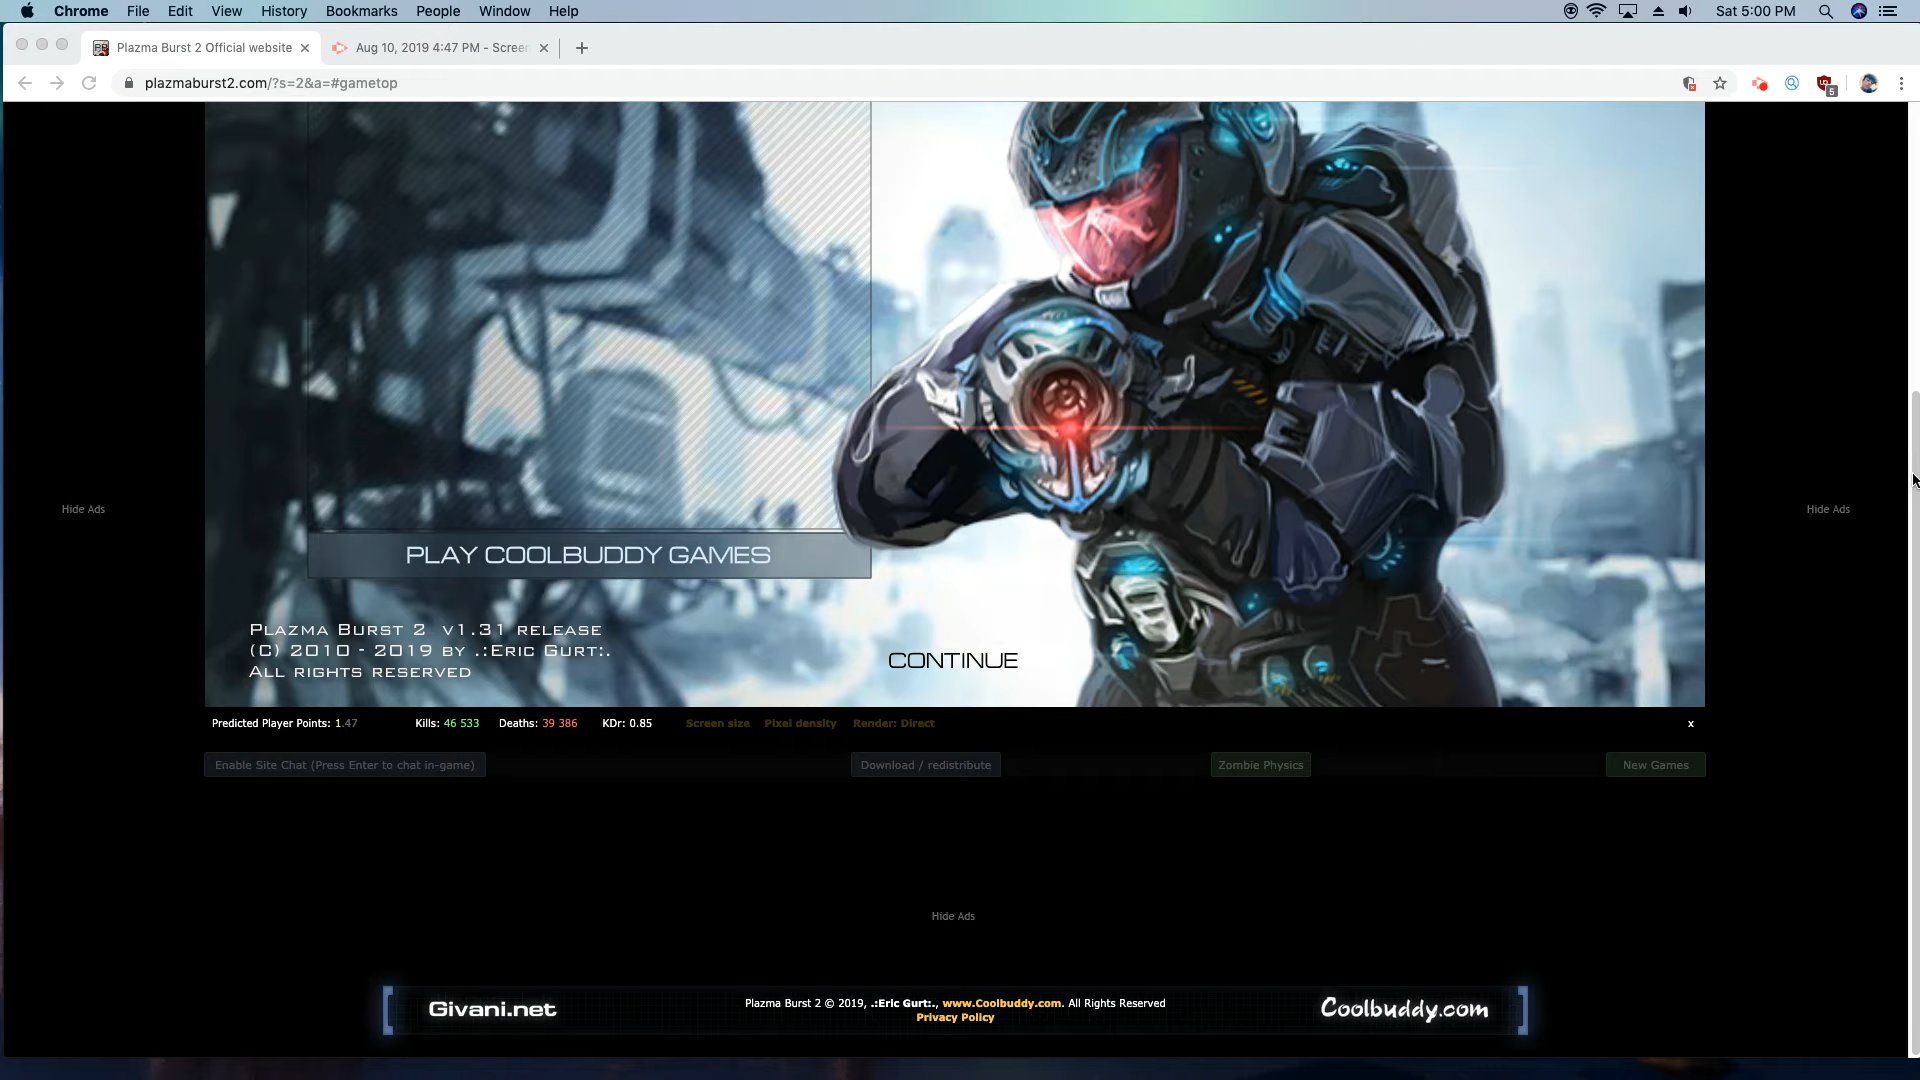 Chrome File Edit View History Bookmarks People Window Help Sat 5:00 PM
Plazma Burst 2 Official website Aug 10, 2019 4:47 PM - Screen
plazmaburst2.com/?s=2&a=#gametop 5
Hide Ads
Hide Ads
PLAY COOLBUDDY GAMES
PLAZMA BURST 2 V1.31 RELEASE
(C) 2010 - 2019 BY .:ERIC GURT:.
ALL RIGHTS RESERVED
CONTINUE
Predicted Player Points: 1.47 Kills: 46 533 Deaths: 39 386 KDr: 0.85 Screen size Pixel density Render: Direct x
Enable Site Chat (Press Enter to chat in-game) Download / redistribute Zombie Physics New Games
Hide Ads
Givani.net
Plazma Burst 2 © 2019, .:Eric Gurt:., www.Coolbuddy.com. All Rights Reserved
Privacy Policy
Coolbuddy.com